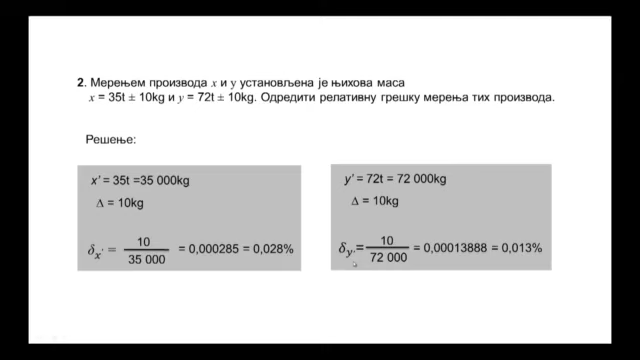 2. Мерењем производа x и y установљена је њихова маса
x = 35t ± 10kg и y = 72t ± 10kg. Одредити релативну грешку мерења тих производа.
Решење:
x' = 35t =35 000kg
Δ = 10kg
δx' = 10 / 35 000 = 0,000285 = 0,028%
y' = 72t = 72 000kg
Δ = 10kg
δy' = 10 / 72 000 = 0,00013888 = 0,013%